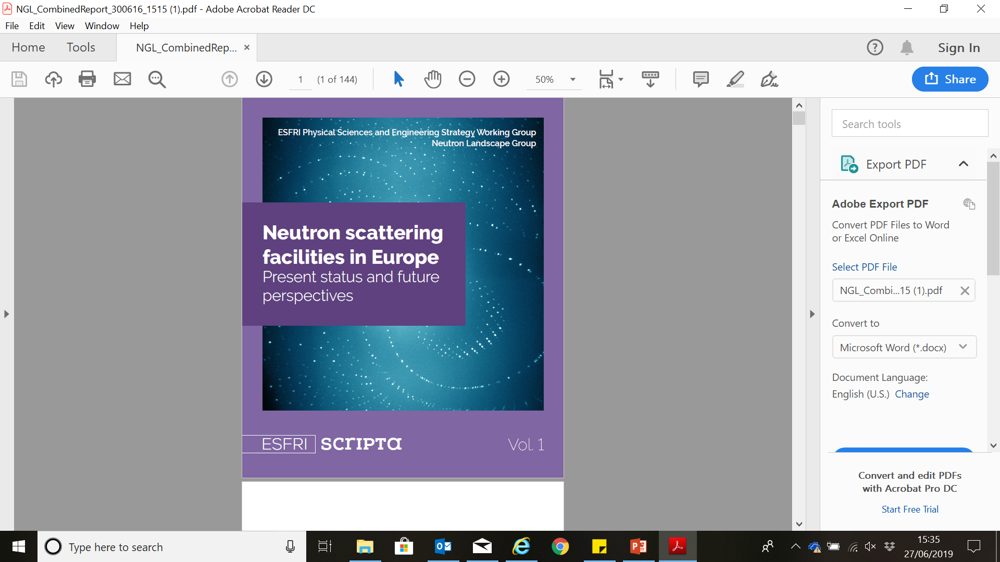 NGL_CombinedReport_300616_1515 (1).pdf - Adobe Acrobat Reader DC
File Edit View Window Help
Home Tools NGL_CombinedRep... × ? Sign In
1 (1 of 144) 50% Share
ESFRI Physical Sciences and Engineering Strategy Working Group
Neutron Landscape Group
Neutron scattering
facilities in Europe
Present status and future
perspectives
ESFRI SCRIPTA Vol. 1
Search tools
Export PDF
Adobe Export PDF
Convert PDF Files to Word
or Excel Online
Select PDF File
NGL_Combi...15 (1).pdf
Convert to
Microsoft Word (*.docx)
Document Language:
English (U.S.) Change
Convert and edit PDFs
with Acrobat Pro DC
Start Free Trial
Type here to search
15:35
27/06/2019